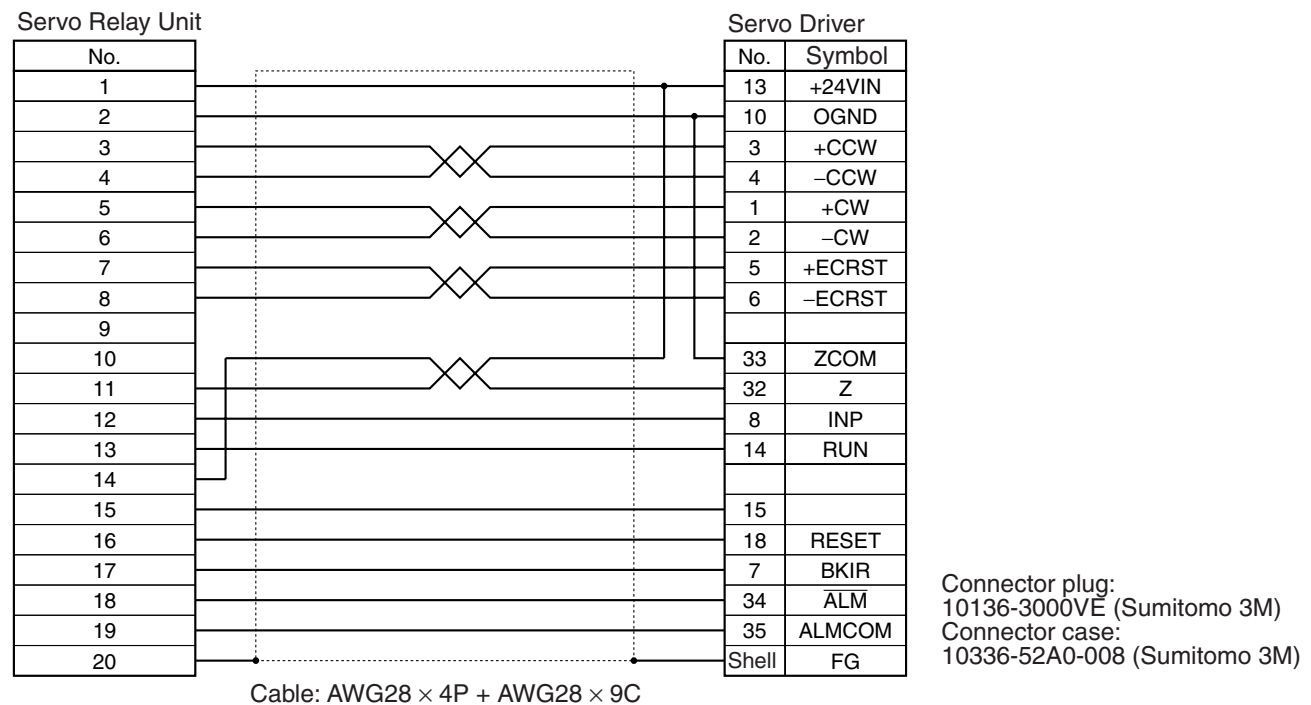 Servo Relay Unit Servo Driver
No. No. Symbol
1 13 +24VIN
2 10 OGND
3 3 +CCW
4 4 −CCW
5 1 +CW
6 2 −CW
7 5 +ECRST
8 6 −ECRST
9
10 33 ZCOM
11 32 Z
12 8 INP
13 14 RUN
14
15 15
16 18 RESET
17 7 BKIR
18 34 A̅L̅M̅
19 35 ALMCOM
20 Shell FG
Connector plug:
10136-3000VE (Sumitomo 3M)
Connector case:
10336-52A0-008 (Sumitomo 3M)
Cable: AWG28 × 4P + AWG28 × 9C